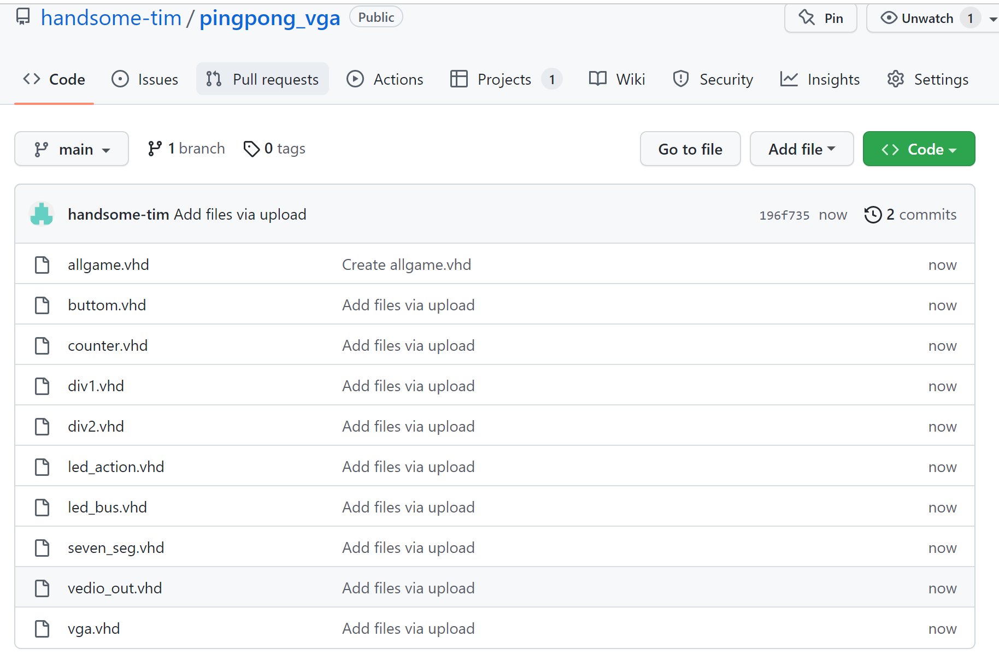 handsome-tim / pingpong_vga Public Pin Unwatch 1
Code Issues Pull requests Actions Projects 1 Wiki Security Insights Settings
main 1 branch 0 tags Go to file Add file Code
handsome-tim Add files via upload 196f735 now 2 commits
allgame.vhd Create allgame.vhd now
buttom.vhd Add files via upload now
counter.vhd Add files via upload now
div1.vhd Add files via upload now
div2.vhd Add files via upload now
led_action.vhd Add files via upload now
led_bus.vhd Add files via upload now
seven_seg.vhd Add files via upload now
vedio_out.vhd Add files via upload now
vga.vhd Add files via upload now